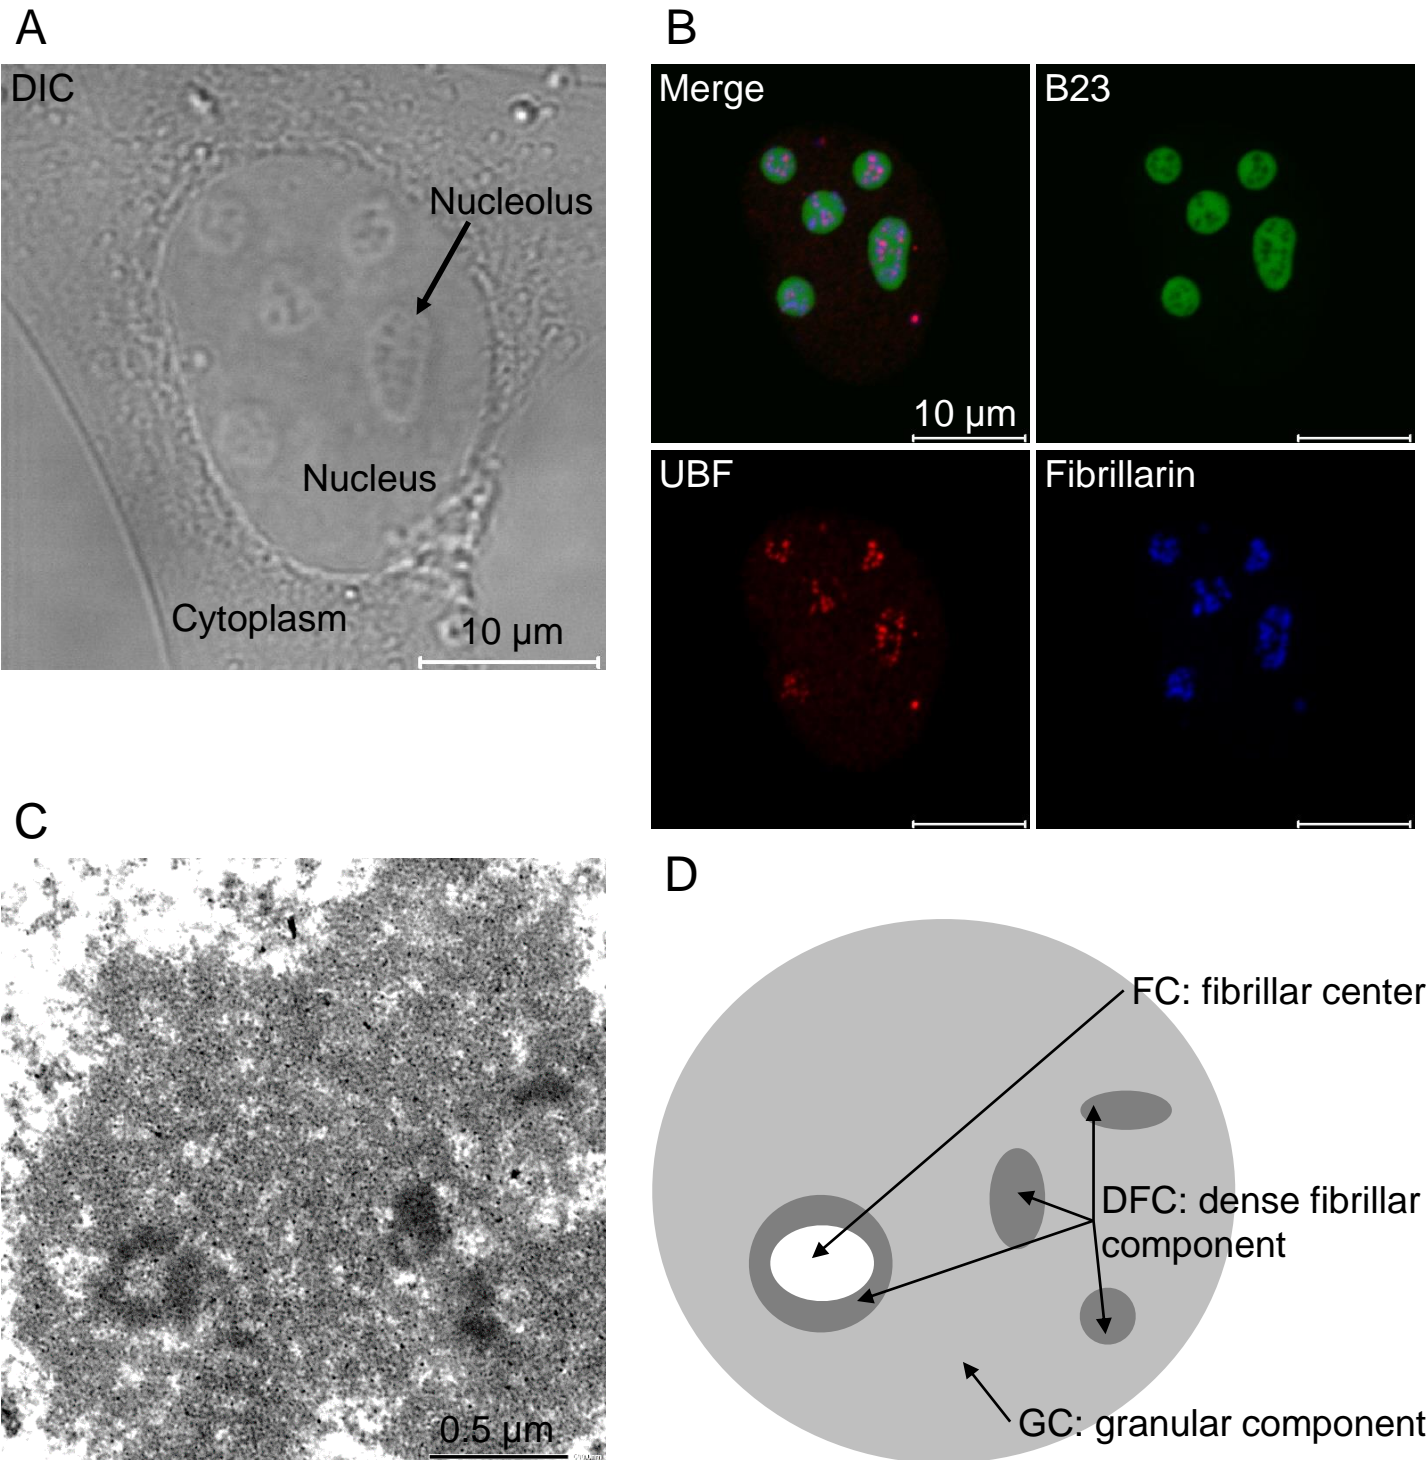 A
DIC
Nucleolus
Nucleus
Cytoplasm
10 µm
B
Merge
10 µm
B23
UBF
Fibrillarin
C
0.5 µm
D
FC: fibrillar center
DFC: dense fibrillar
component
GC: granular component